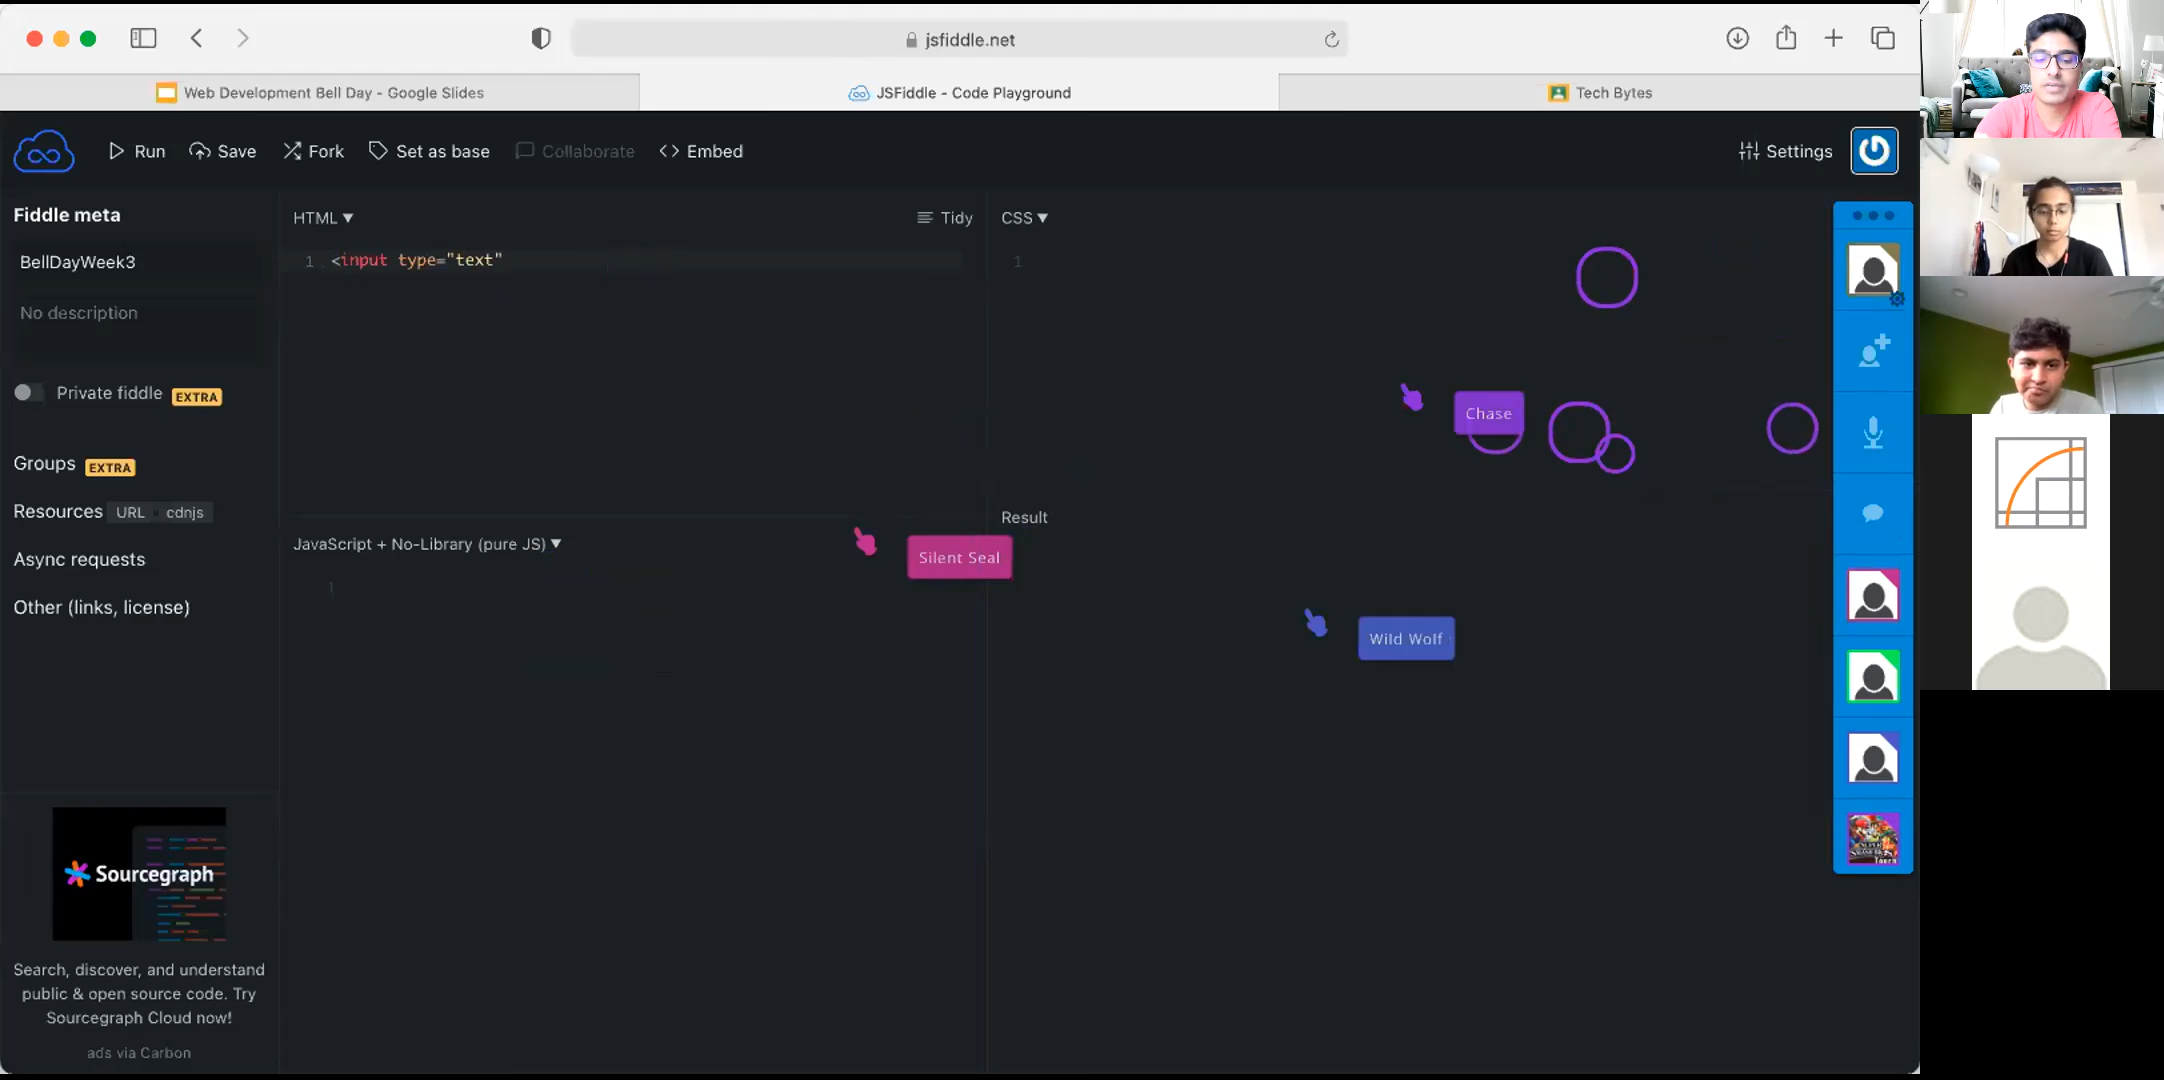 jsfiddle.net
Web Development Bell Day - Google Slides
JSFiddle - Code Playground
Tech Bytes
Run
Save
Fork
Set as base
Collaborate
Embed
Settings
Fiddle meta
BellDayWeek3
No description
Private fiddle EXTRA
Groups EXTRA
Resources URL cdnjs
Async requests
Other (links, license)
HTML ▼
Tidy
1 <input type="text"
CSS ▼
1
Chase
JavaScript + No-Library (pure JS) ▼
1
Silent Seal
Result
Wild Wolf
Sourcegraph
Search, discover, and understand
public & open source code. Try
Sourcegraph Cloud now!
ads via Carbon